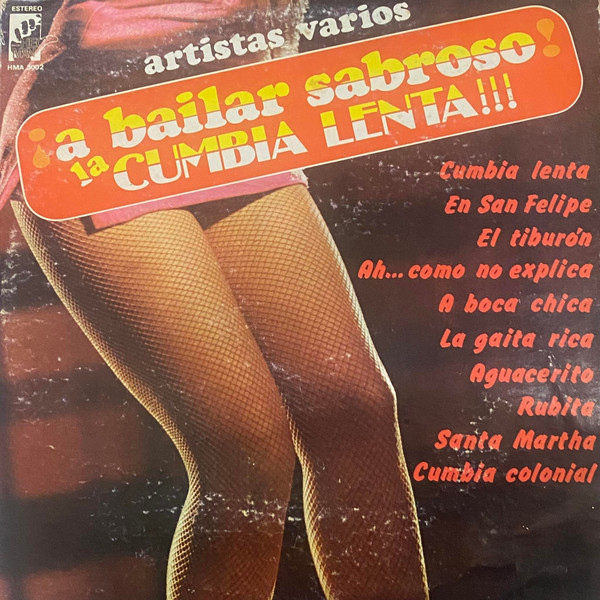 ESTEREO
HMA 3002
artistas varios
¡a bailar sabroso!
la CUMBIA LENTA!!!
Cumbia lenta
En San Felipe
El tiburón
Ah... como no explica
A boca chica
La gaita rica
Aguacerito
Rubita
Santa Martha
Cumbia colonial